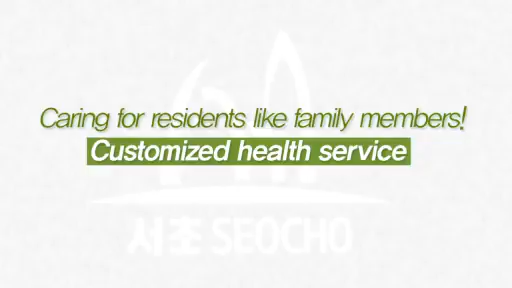 Caring for residents like family members!
Customized health service
서초 SEOCHO